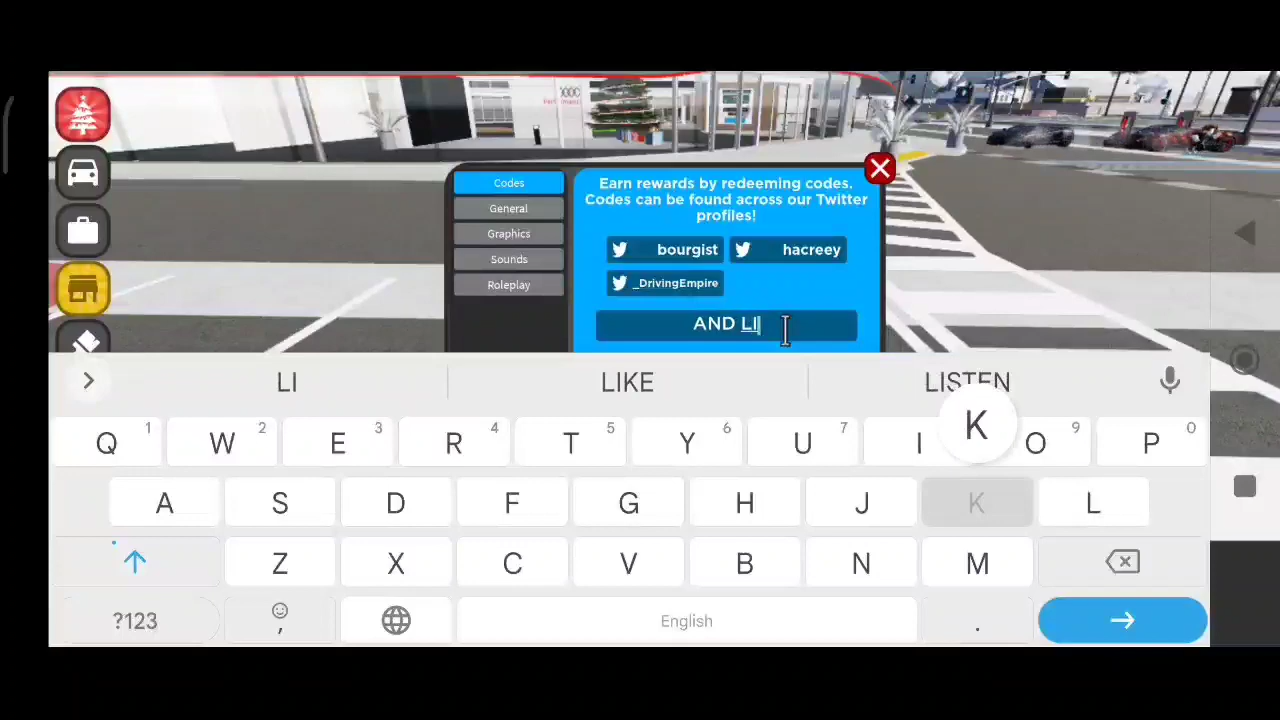 Codes
General
Graphics
Sounds
Roleplay
Earn rewards by redeeming codes.
Codes can be found across our Twitter
profiles!
bourgist
hacreey
_DrivingEmpire
AND LI
LI
LIKE
LISTEN
K
Q 1 W 2 E 3 R 4 T 5 Y 6 U 7 I O 9 P 0
A S D F G H J K L
Z X C V B N M
?123 , English .